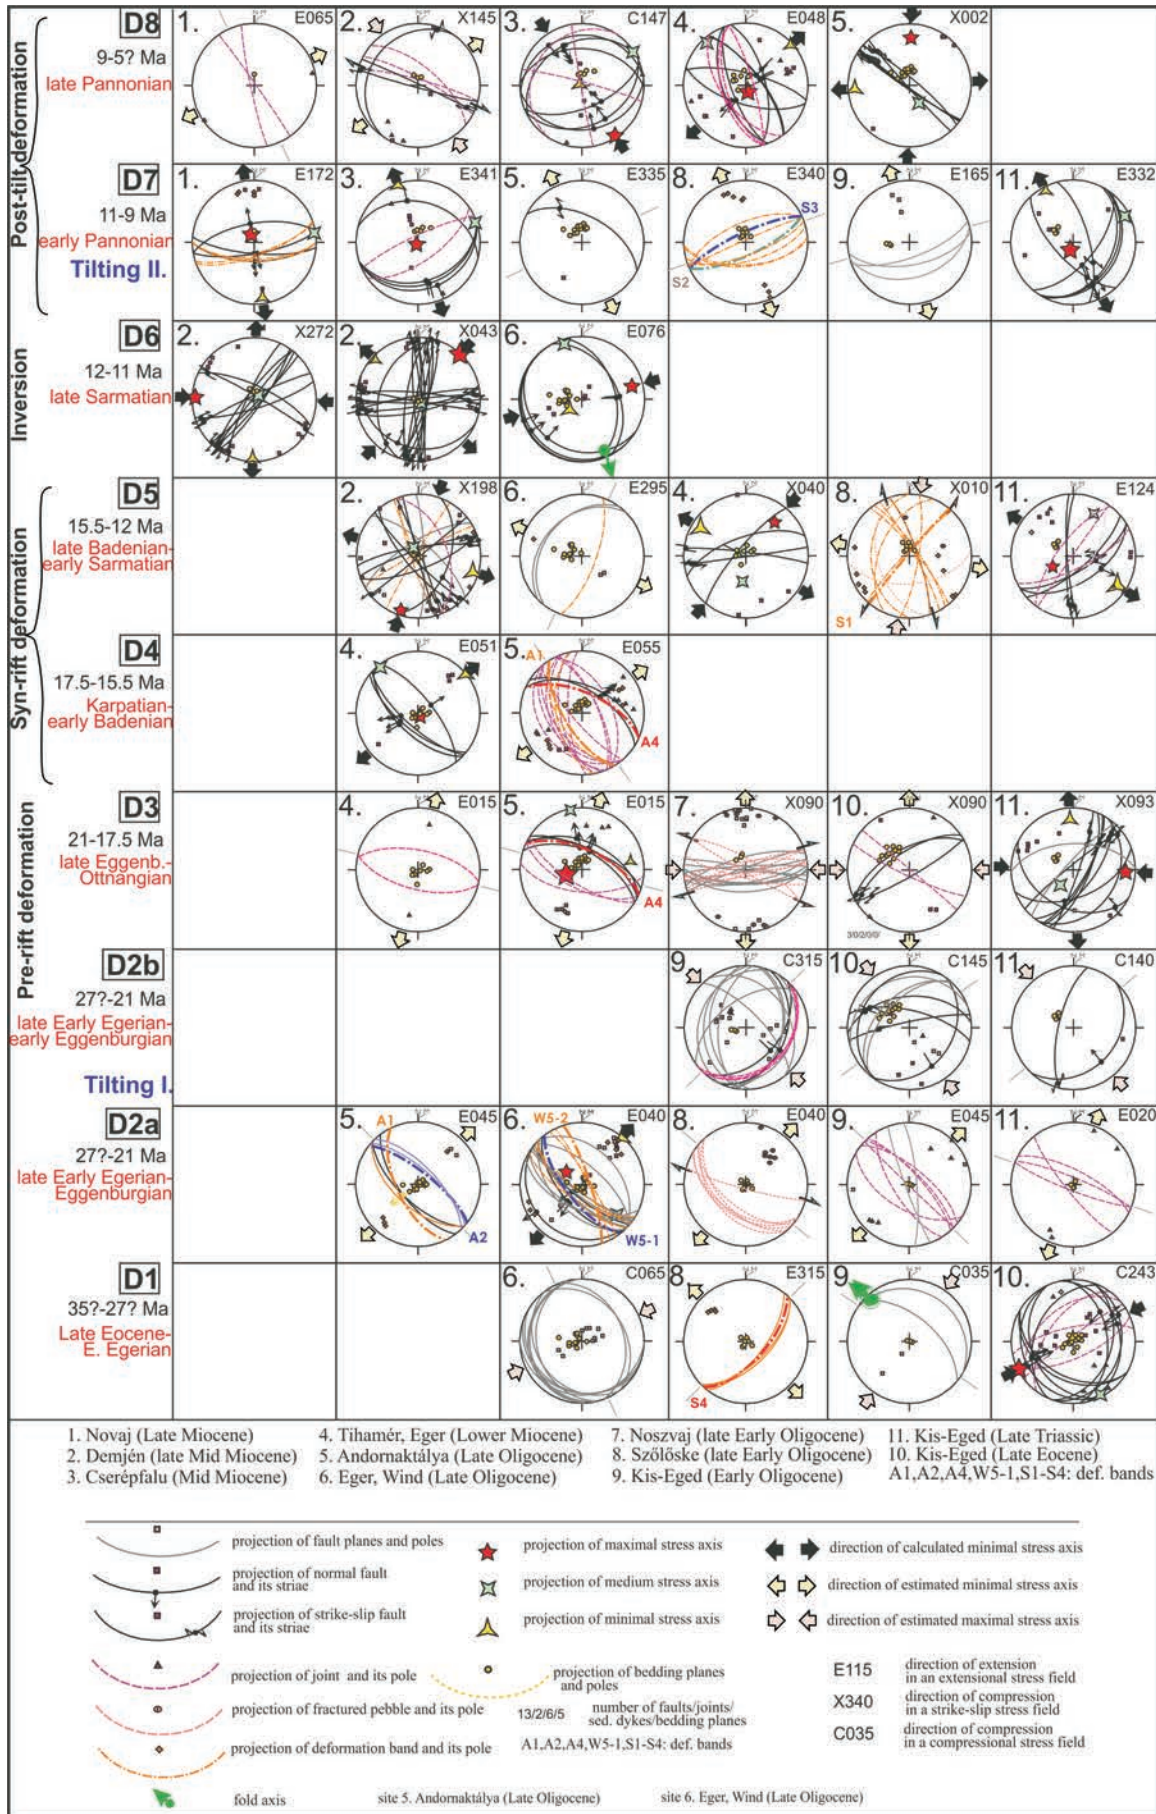 Post-tilt deformation
D8
9-5? Ma
late Pannonian
1. E065
2. X145
3. C147
4. E048
5. X002
D7
11-9 Ma
early Pannonian
Tilting II.
1. E172
3. E341
5. E335
8. E340
S3
S2
9. E165
11. E332
Inversion
D6
12-11 Ma
late Sarmatian
2. X272
2. X043
6. E076
Syn-rift deformation
D5
15.5-12 Ma
late Badenian-
early Sarmatian
2. X198
6. E295
4. X040
8. X010
S1
11. E124
D4
17.5-15.5 Ma
Karpatian-
early Badenian
4. E051
5. E055
A1
A4
Pre-rift deformation
D3
21-17.5 Ma
late Eggenb.-
Ottnangian
4. E015
5. E015
A4
7. X090
10. X090
11. X093
D2b
27?-21 Ma
late Early Egerian-
early Eggenburgian
Tilting I.
9. C315
10. C145
11. C140
D2a
27?-21 Ma
late Early Egerian-
Eggenburgian
5. E045
A1
A2
6. E040
W5-2
W5-1
8. E040
9. E045
11. E020
D1
35?-27? Ma
Late Eocene-
E. Egerian
6. C065
8. E315
S4
9 C035
10. C243
1. Novaj (Late Miocene)
2. Demjén (late Mid Miocene)
3. Cserépfalu (Mid Miocene)
4. Tihamér, Eger (Lower Miocene)
5. Andornaktálya (Late Oligocene)
6. Eger, Wind (Late Oligocene)
7. Noszvaj (late Early Oligocene)
8. Szőlőske (late Early Oligocene)
9. Kis-Eged (Early Oligocene)
11. Kis-Eged (Late Triassic)
10. Kis-Eged (Late Eocene)
A1,A2,A4,W5-1,S1-S4: def. bands
projection of fault planes and poles
projection of normal fault
and its striae
projection of strike-slip fault
and its striae
projection of joint and its pole
projection of fractured pebble and its pole
projection of deformation band and its pole
fold axis
projection of maximal stress axis
projection of medium stress axis
projection of minimal stress axis
projection of bedding planes
and poles
13/2/6/5 number of faults/joints/
sed. dykes/bedding planes
A1,A2,A4,W5-1,S1-S4: def. bands
direction of calculated minimal stress axis
direction of estimated minimal stress axis
direction of estimated maximal stress axis
E115 direction of extension
in an extensional stress field
X340 direction of compression
in a strike-slip stress field
C035 direction of compression
in a compressional stress field
site 5. Andornaktálya (Late Oligocene)
site 6. Eger, Wind (Late Oligocene)